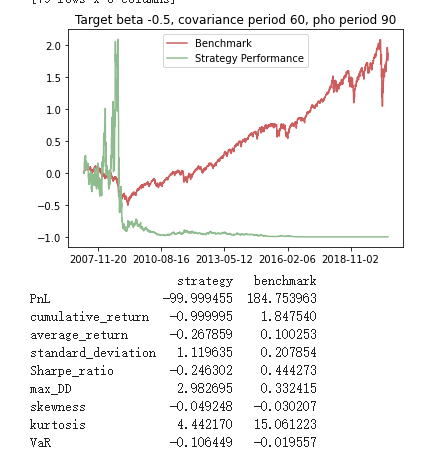 [79 rows x 6 columns]
Target beta -0.5, covariance period 60, pho period 90
Benchmark
Strategy Performance
2.0
1.5
1.0
0.5
0.0
−0.5
−1.0
2007-11-20 2010-08-16 2013-05-12 2016-02-06 2018-11-02
strategy benchmark
PnL -99.999455 184.753963
cumulative_return -0.999995 1.847540
average_return -0.267859 0.100253
standard_deviation 1.119635 0.207854
Sharpe_ratio -0.246302 0.444273
max_DD 2.982695 0.332415
skewness -0.049248 -0.030207
kurtosis 4.442170 15.061223
VaR -0.106449 -0.019557